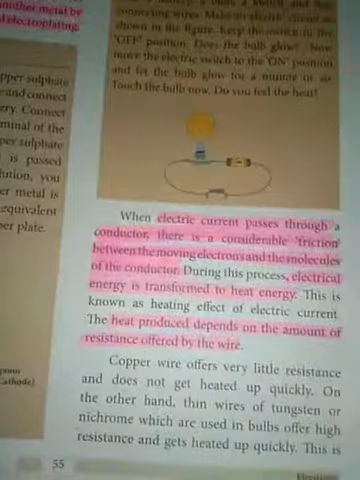 another metal by
electroplating.
pper sulphate
and connect
ery. Connect
minal of the
per sulphate
is passed
lution, you
er metal is
equivalent
per plate.
Cathode)
connecting wires. Make an electric circuit as
shown in the figure. Keep the switch in the
"OFF" position. Does the bulb glow? Now
move the electric switch to the 'ON' position
and let the bulb glow for a minute or so.
Touch the bulb now. Do you feel the heat?
When electric current passes through a
conductor, there is a considerable 'friction'
between the moving electrons and the molecules
of the conductor. During this process, electrical
energy is transformed to heat energy. This is
known as heating effect of electric current.
The heat produced depends on the amount of
resistance offered by the wire.
Copper wire offers very little resistance
and does not get heated up quickly. On
the other hand, thin wires of tungsten or
nichrome which are used in bulbs offer high
resistance and gets heated up quickly. This is
55